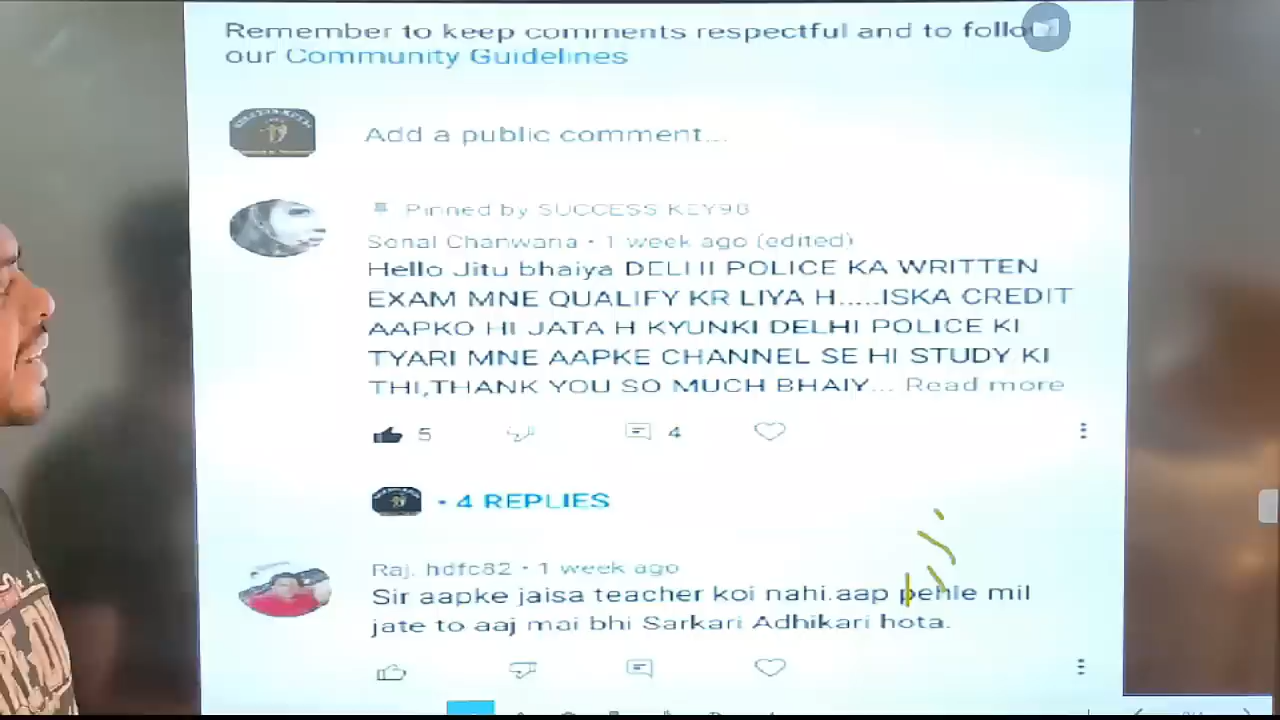 Remember to keep comments respectful and to follo
our Community Guidelines
Add a public comment...
Pinned by SUCCESS KEY98
Sonal Chanwaria • 1 week ago (edited)
Hello Jitu bhaiya DELHI POLICE KA WRITTEN
EXAM MNE QUALIFY KR LIYA H.....ISKA CREDIT
AAPKO HI JATA H KYUNKI DELHI POLICE KI
TYARI MNE AAPKE CHANNEL SE HI STUDY KI
THI,THANK YOU SO MUCH BHAIY... Read more
5 4
• 4 REPLIES
Raj. hdfc82 • 1 week ago
Sir aapke jaisa teacher koi nahi.aap pehle mil
jate to aaj mai bhi Sarkari Adhikari hota.